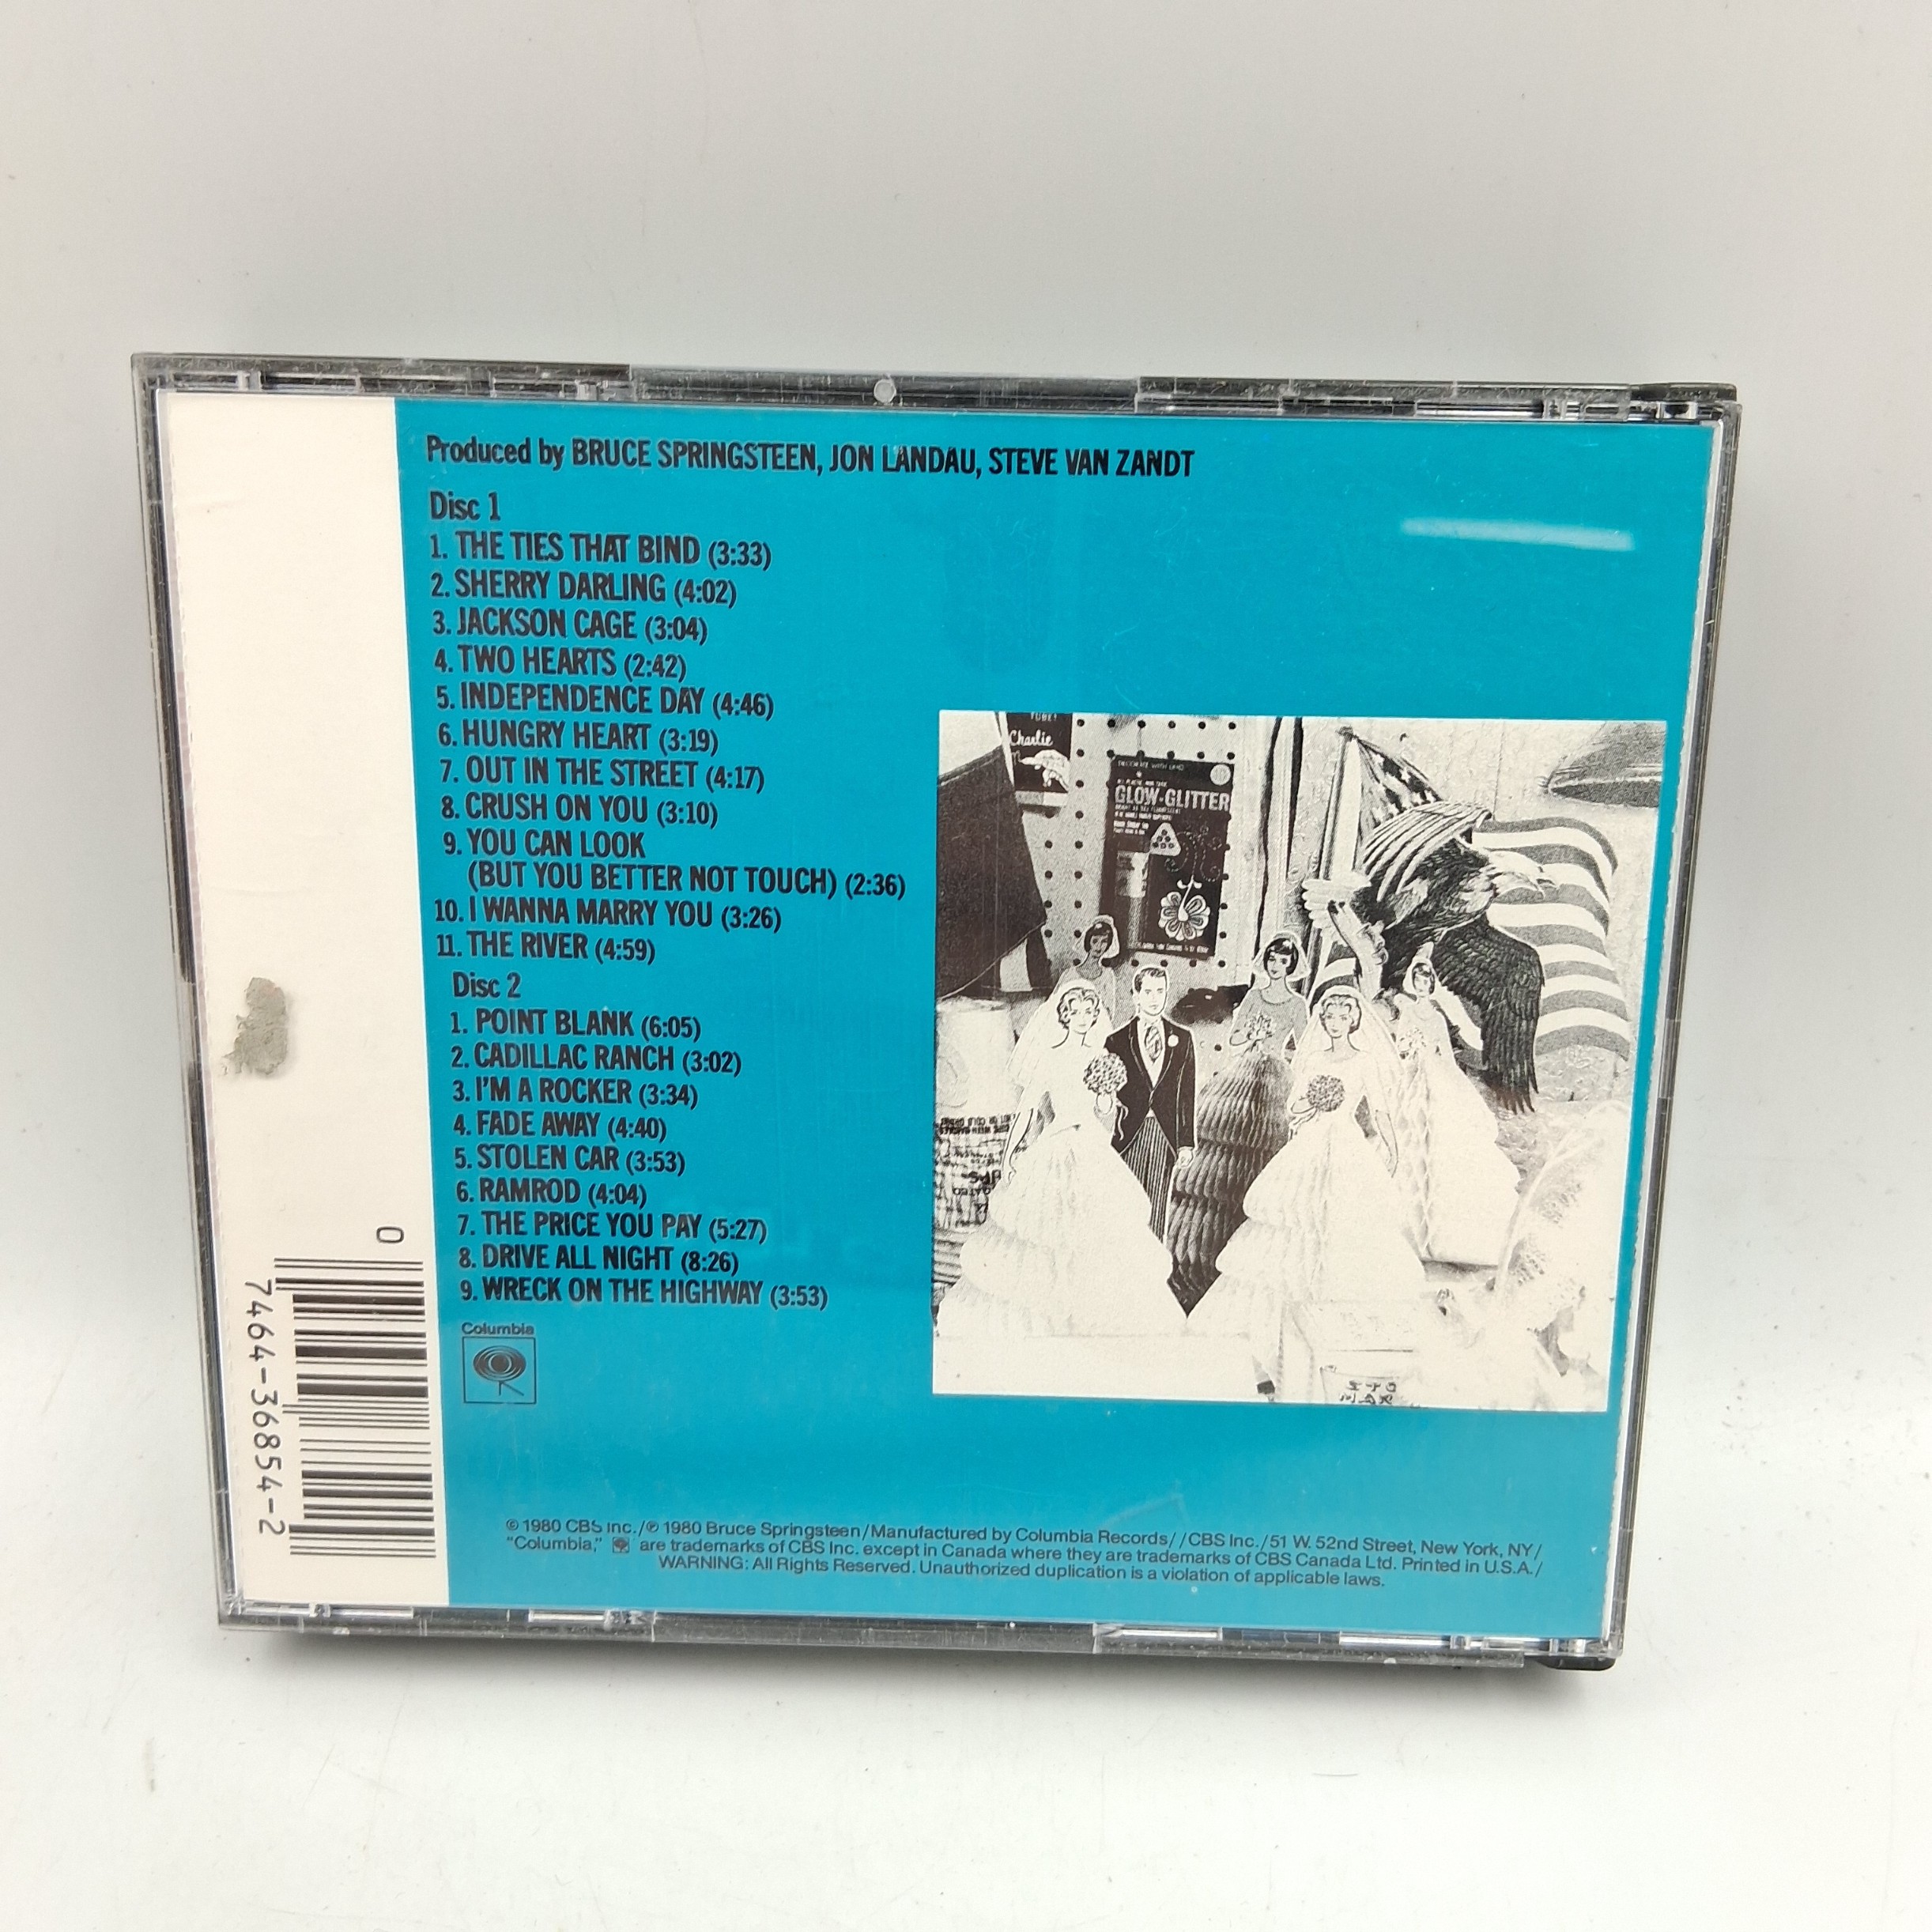 Produced by BRUCE SPRINGSTEEN, JON LANDAU, STEVE VAN ZANDT
Disc 1
1. THE TIES THAT BIND (3:33)
2. SHERRY DARLING (4:02)
3. JACKSON CAGE (3:04)
4. TWO HEARTS (2:42)
5. INDEPENDENCE DAY (4:46)
6. HUNGRY HEART (3:19)
7. OUT IN THE STREET (4:17)
8. CRUSH ON YOU (3:10)
9. YOU CAN LOOK
(BUT YOU BETTER NOT TOUCH) (2:36)
10. I WANNA MARRY YOU (3:26)
11. THE RIVER (4:59)
Disc 2
1. POINT BLANK (6:05)
2. CADILLAC RANCH (3:02)
3. I'M A ROCKER (3:34)
4. FADE AWAY (4:40)
5. STOLEN CAR (3:53)
6. RAMROD (4:04)
7. THE PRICE YOU PAY (5:27)
8. DRIVE ALL NIGHT (8:26)
9. WRECK ON THE HIGHWAY (3:53)
Columbia
© 1980 CBS Inc./℗ 1980 Bruce Springsteen/Manufactured by Columbia Records//CBS Inc./51 W. 52nd Street, New York, NY/
"Columbia," are trademarks of CBS Inc. except in Canada where they are trademarks of CBS Canada Ltd. Printed in U.S.A./
WARNING: All Rights Reserved. Unauthorized duplication is a violation of applicable laws.
0
7464-36854-2
TUBE!
Charlie
GLOW-GLITTER